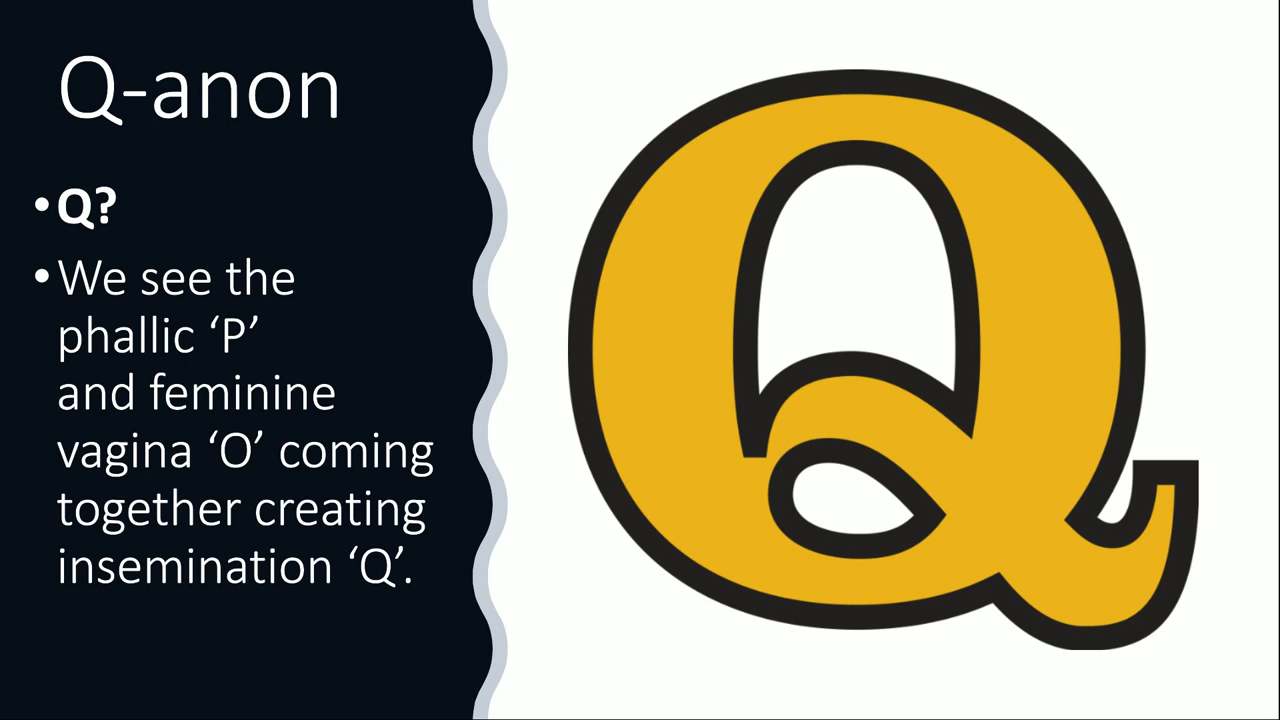 Q-anon
•Q?
•We see the
phallic ‘P’
and feminine
vagina ‘O’ coming
together creating
insemination ‘Q’.
Q